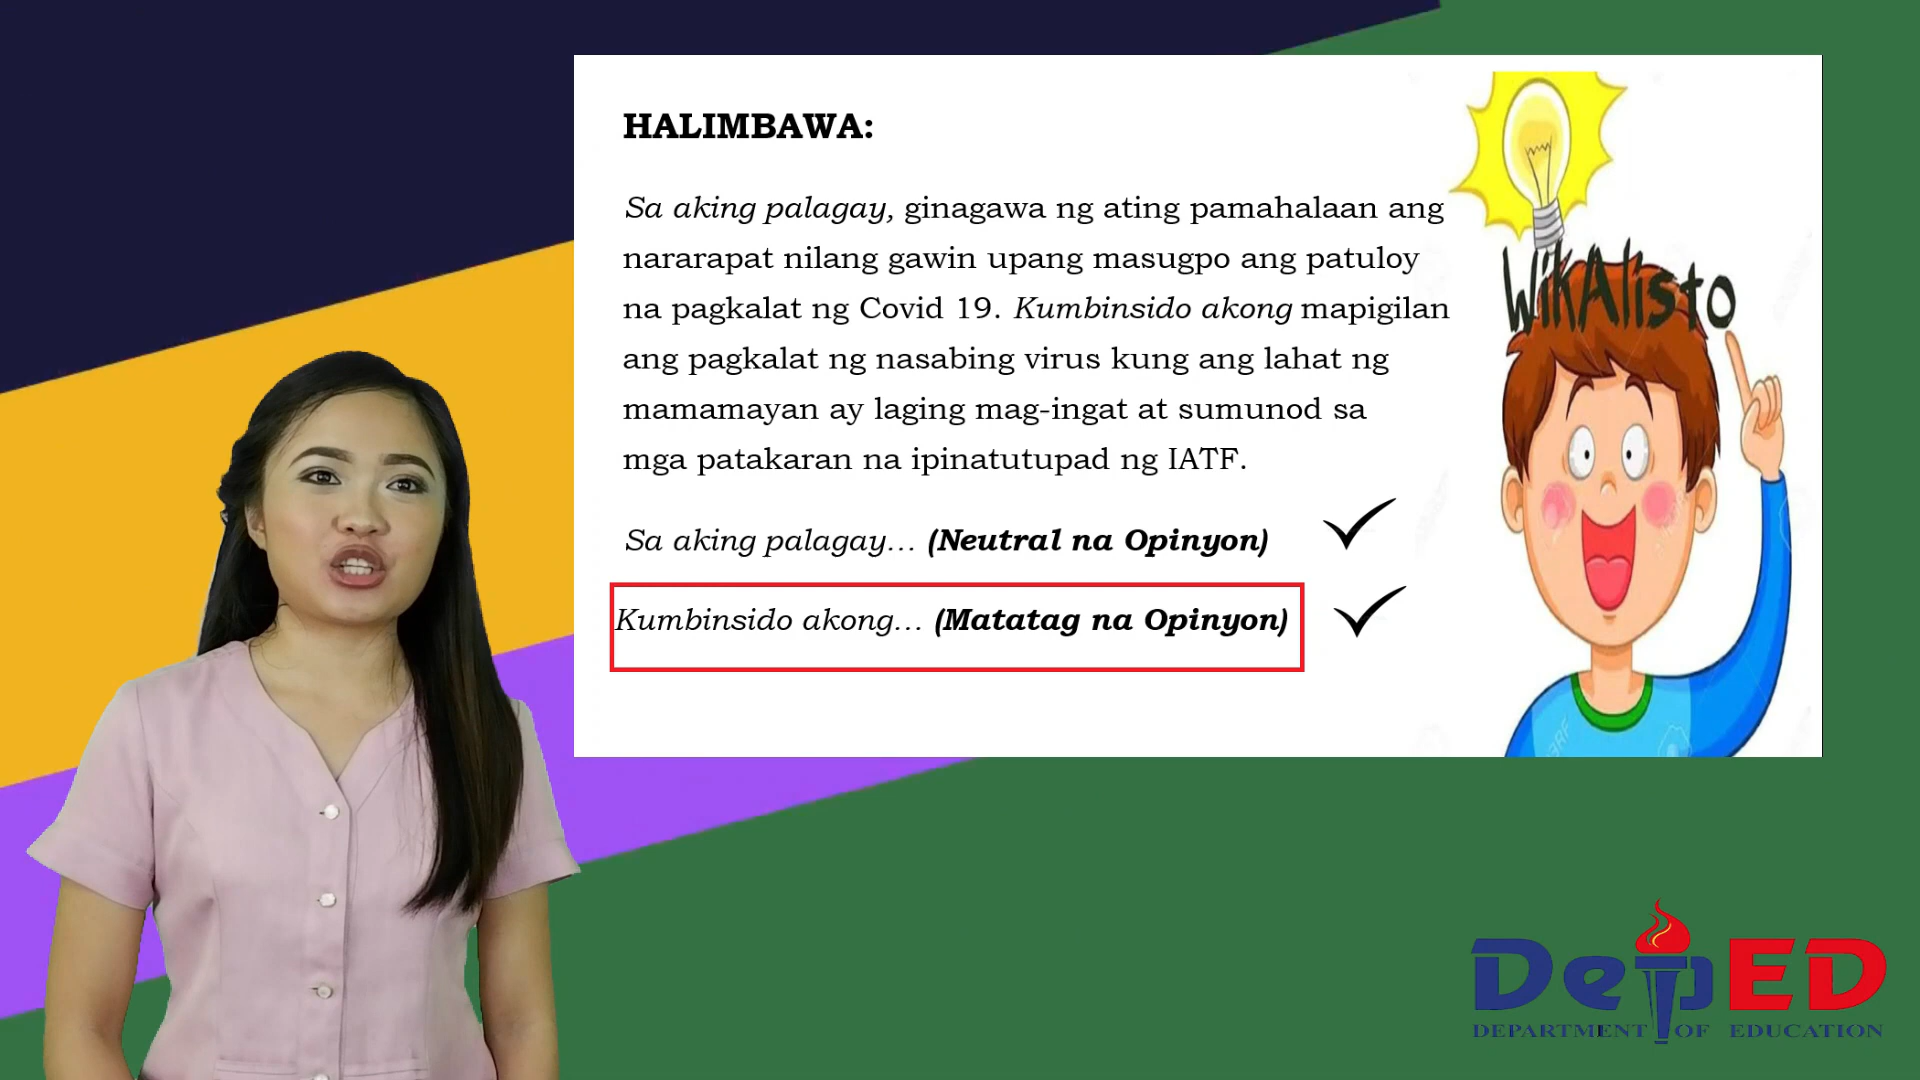 HALIMBAWA:
Sa aking palagay, ginagawa ng ating pamahalaan ang
nararapat nilang gawin upang masugpo ang patuloy
na pagkalat ng Covid 19. Kumbinsido akong mapigilan
ang pagkalat ng nasabing virus kung ang lahat ng
mamamayan ay laging mag-ingat at sumunod sa
mga patakaran na ipinatutupad ng IATF.
Sa aking palagay... (Neutral na Opinyon)
Kumbinsido akong... (Matatag na Opinyon)
WikAlisto
DepED
DEPARTMENT OF EDUCATION